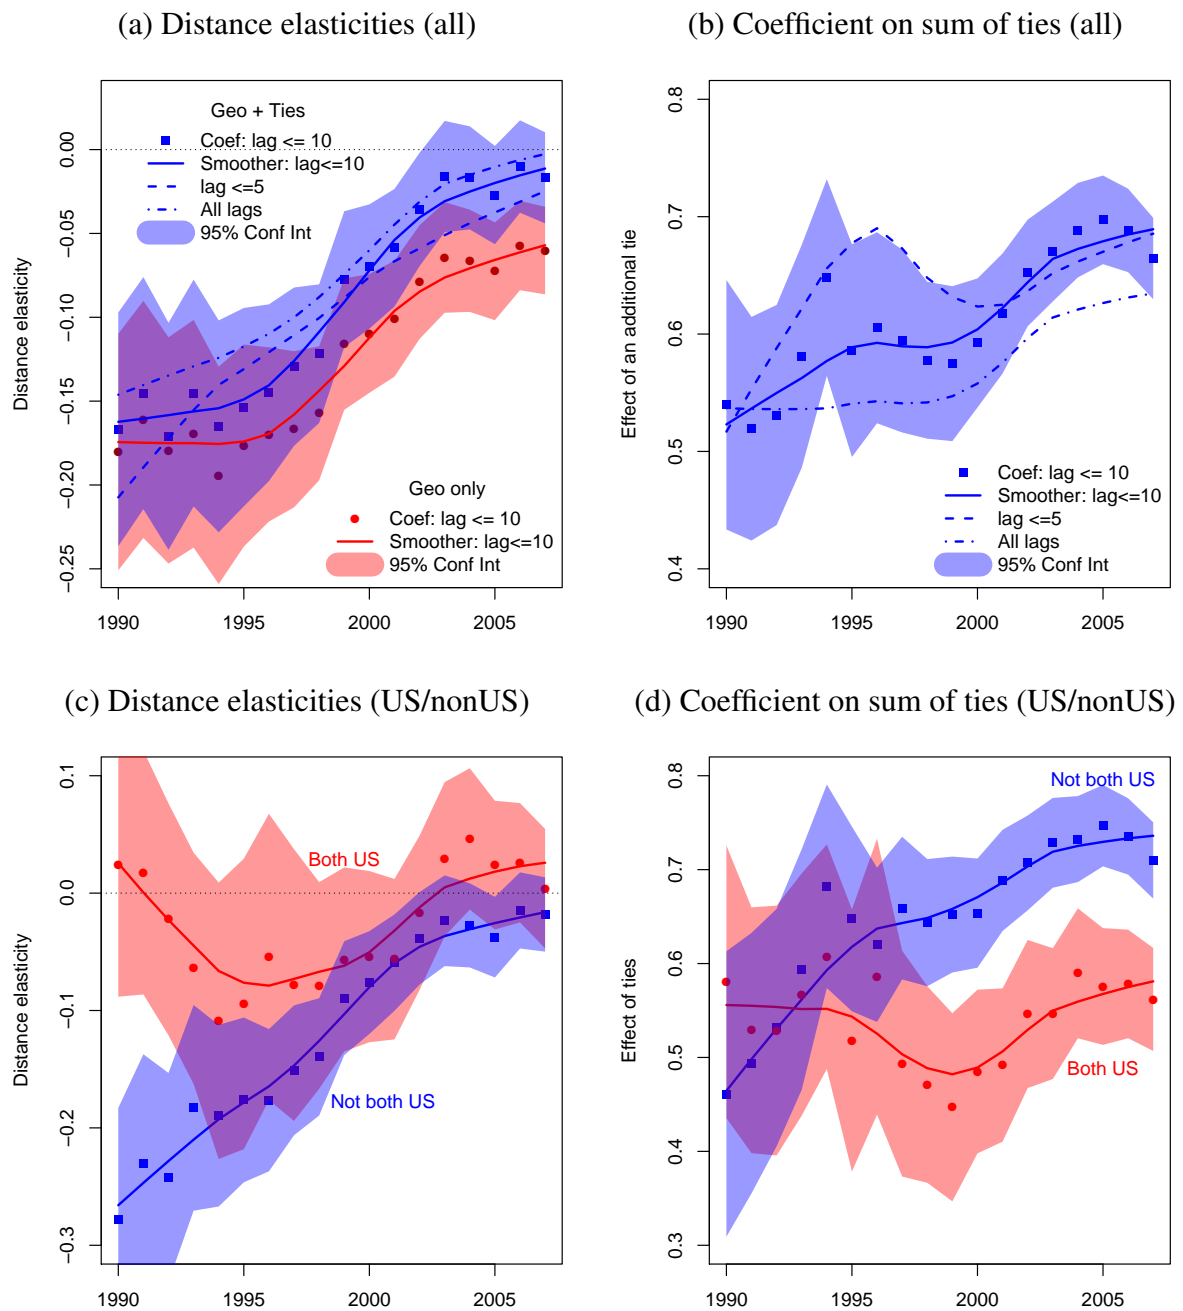 (a) Distance elasticities (all)
Distance elasticity
0.00
−0.05
−0.10
−0.15
−0.20
−0.25
Geo + Ties
Coef: lag <= 10
Smoother: lag<=10
lag <=5
All lags
95% Conf Int
Geo only
Coef: lag <= 10
Smoother: lag<=10
95% Conf Int
1990 1995 2000 2005
(b) Coefficient on sum of ties (all)
Effect of an additional tie
0.8
0.7
0.6
0.5
0.4
Coef: lag <= 10
Smoother: lag<=10
lag <=5
All lags
95% Conf Int
1990 1995 2000 2005
(c) Distance elasticities (US/nonUS)
Distance elasticity
0.1
0.0
−0.1
−0.2
−0.3
Both US
Not both US
1990 1995 2000 2005
(d) Coefficient on sum of ties (US/nonUS)
Effect of ties
0.8
0.7
0.6
0.5
0.4
0.3
Not both US
Both US
1990 1995 2000 2005